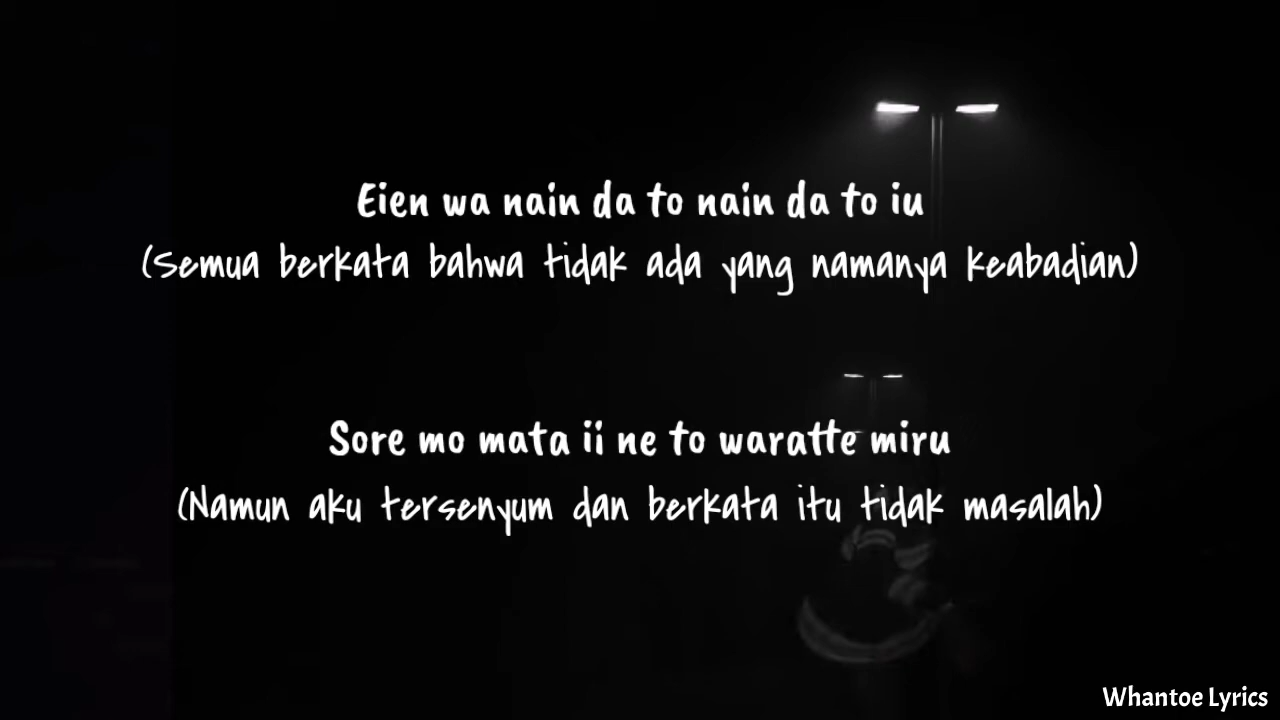 Eien wa nain da to nain da to iu
(Semua berkata bahwa tidak ada yang namanya keabadian)
Sore mo mata ii ne to waratte miru
(Namun aku tersenyum dan berkata itu tidak masalah)
Whantoe Lyrics